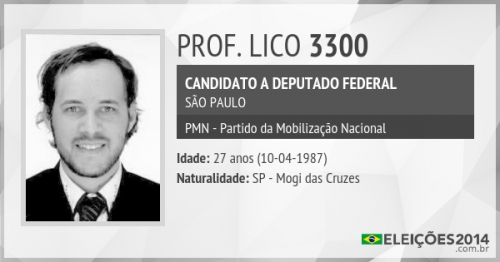 PROF. LICO 3300
CANDIDATO A DEPUTADO FEDERAL
SÃO PAULO
PMN - Partido da Mobilização Nacional
Idade: 27 anos (10-04-1987)
Naturalidade: SP - Mogi das Cruzes
ELEIÇÕES2014
.com.br